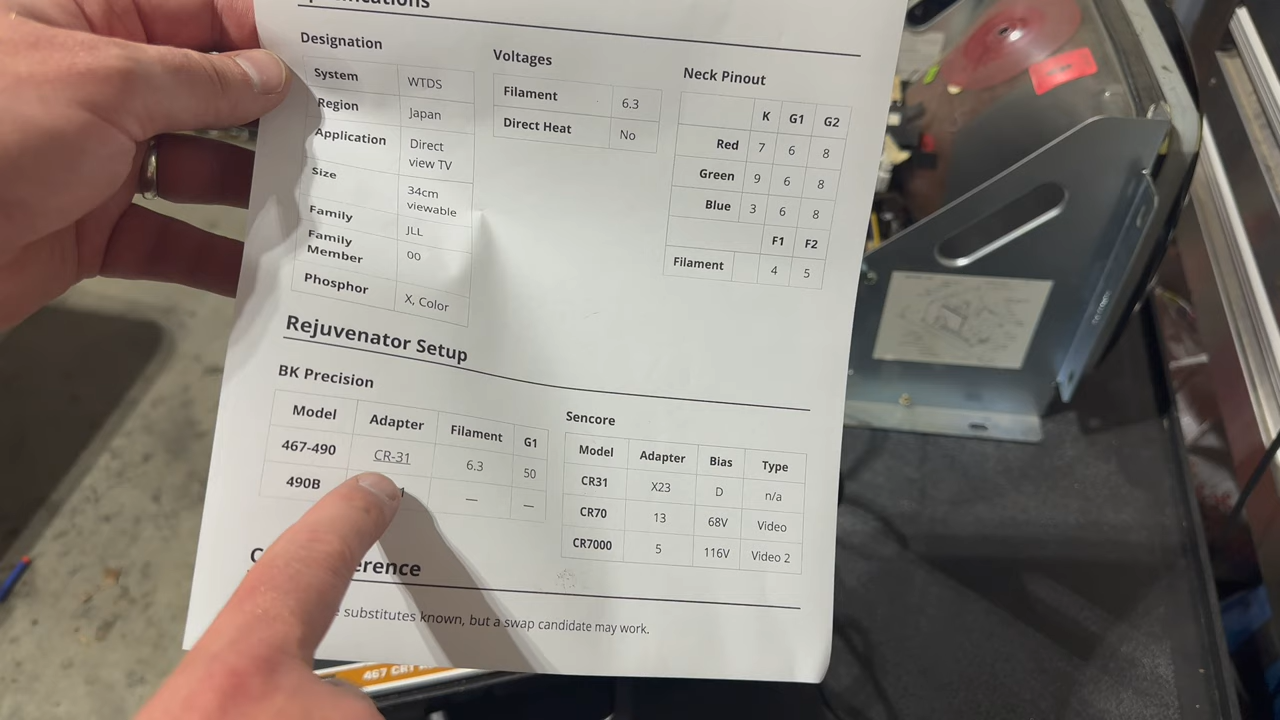 Designation
System WTDS
Region Japan
Application Direct view TV
Size 34cm viewable
Family JLL
Family Member 00
Phosphor X, Color
Voltages
Filament 6.3
Direct Heat No
Neck Pinout
K G1 G2
Red 7 6 8
Green 9 6 8
Blue 3 6 8
F1 F2
Filament 4 5
Rejuvenator Setup
BK Precision
Model Adapter Filament G1
467-490 CR-31 6.3 50
490B — —
Sencore
Model Adapter Bias Type
CR31 X23 D n/a
CR70 13 68V Video
CR7000 5 116V Video 2
substitutes known, but a swap candidate may work.
467